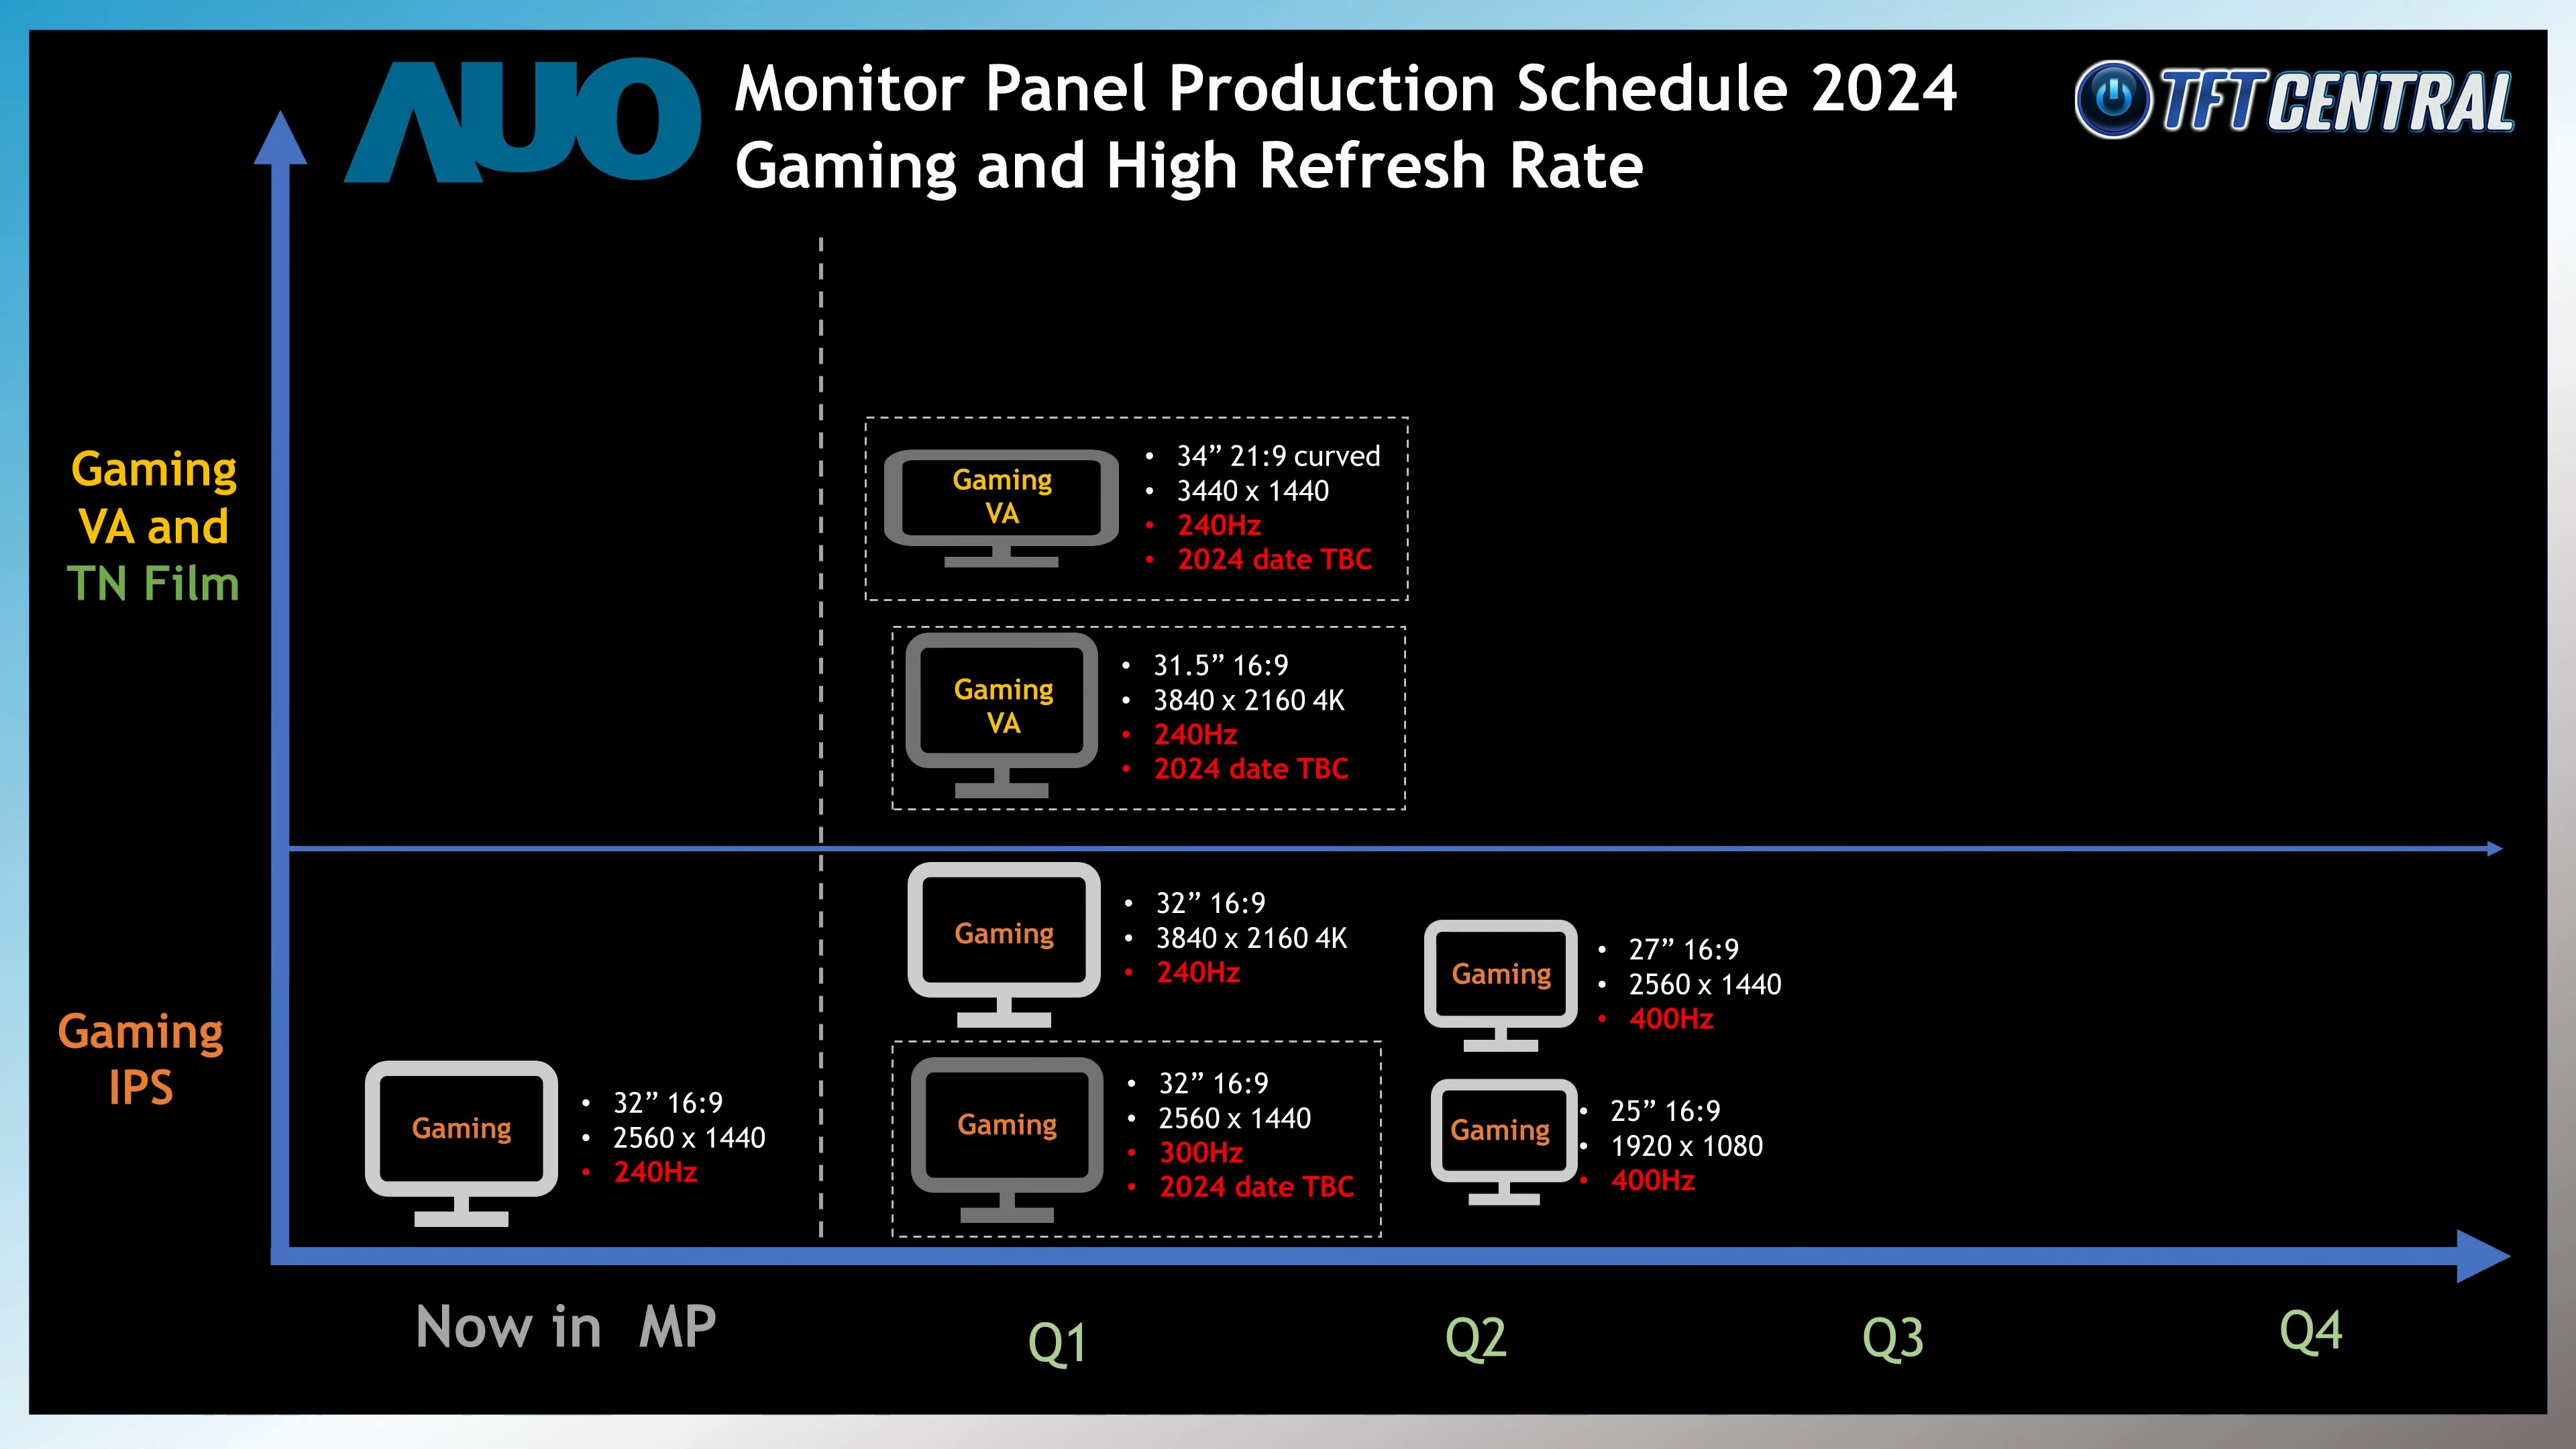 AUO
Monitor Panel Production Schedule 2024
Gaming and High Refresh Rate
TFTCENTRAL
Gaming
VA and
TN Film
Gaming
VA
• 34” 21:9 curved
• 3440 x 1440
• 240Hz
• 2024 date TBC
Gaming
VA
• 31.5” 16:9
• 3840 x 2160 4K
• 240Hz
• 2024 date TBC
Gaming
IPS
Gaming
• 32” 16:9
• 2560 x 1440
• 240Hz
Gaming
• 32” 16:9
• 3840 x 2160 4K
• 240Hz
Gaming
• 32” 16:9
• 2560 x 1440
• 300Hz
• 2024 date TBC
Gaming
• 27” 16:9
• 2560 x 1440
• 400Hz
Gaming
• 25” 16:9
• 1920 x 1080
• 400Hz
Now in MP
Q1
Q2
Q3
Q4